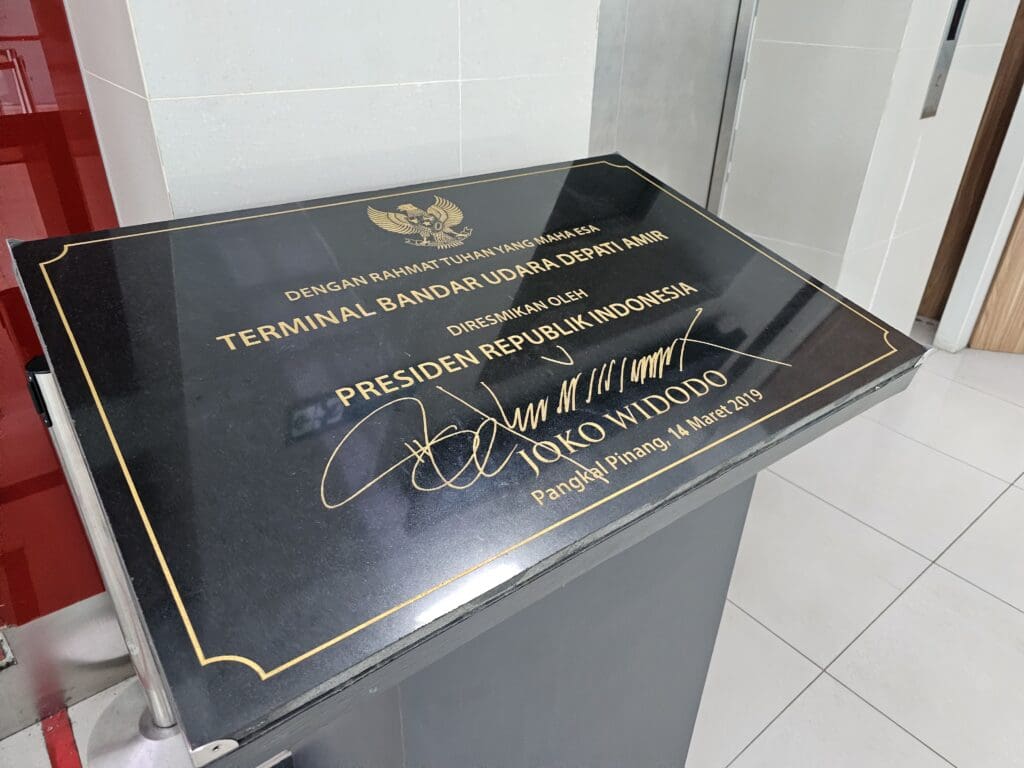 DENGAN RAHMAT TUHAN YANG MAHA ESA
TERMINAL BANDAR UDARA DEPATI AMIR
DIRESMIKAN OLEH
PRESIDEN REPUBLIK INDONESIA
JOKO WIDODO
Pangkal Pinang, 14 Maret 2019